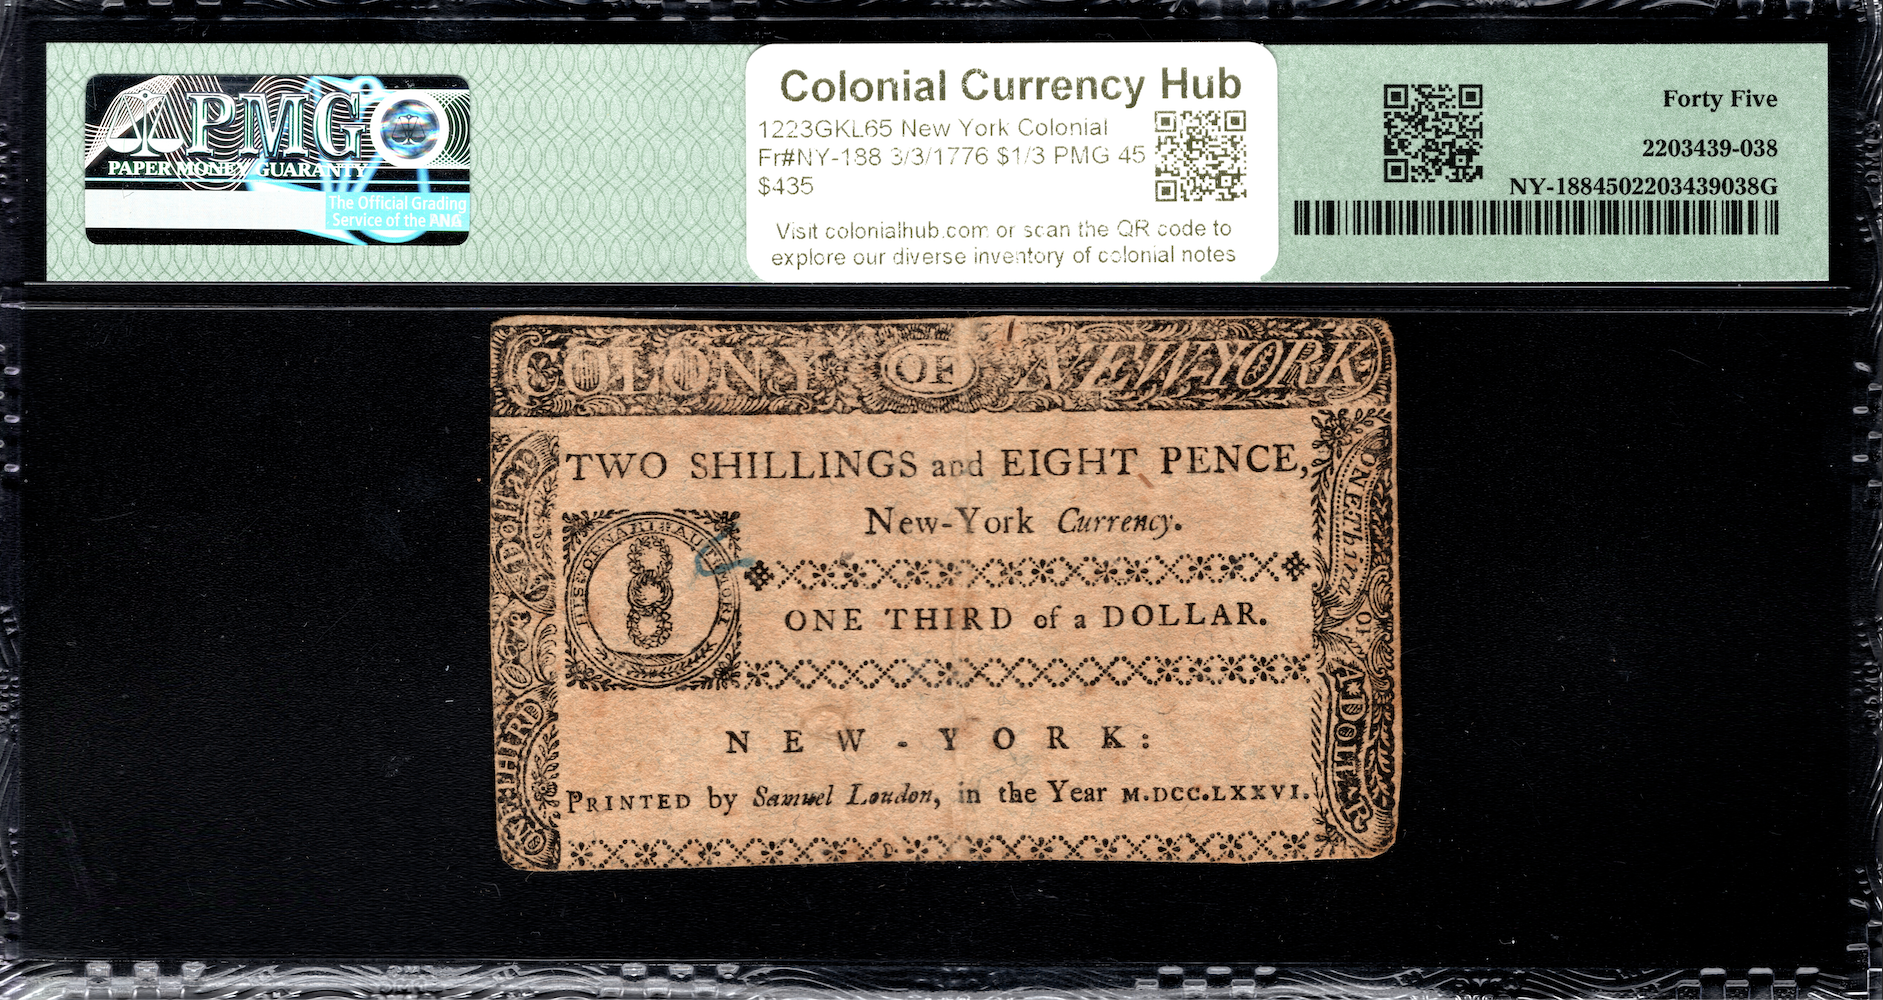 PMG
PAPER MONEY GUARANTY
The Official Grading
Service of the ANA
Colonial Currency Hub
1223GKL65 New York Colonial
Fr#NY-188 3/3/1776 $1/3 PMG 45
$435
Visit colonialhub.com or scan the QR code to
explore our diverse inventory of colonial notes
Forty Five
2203439-038
NY-1884502203439038G
COLONY OF NEW-YORK
TWO SHILLINGS and EIGHT PENCE,
New-York Currency.
ONE THIRD of a DOLLAR.
NEW-YORK:
PRINTED by Samuel Loudon, in the Year M.DCC.LXXVI.
D
ONE THIRD
ONE Third
OF
A DOLLAR